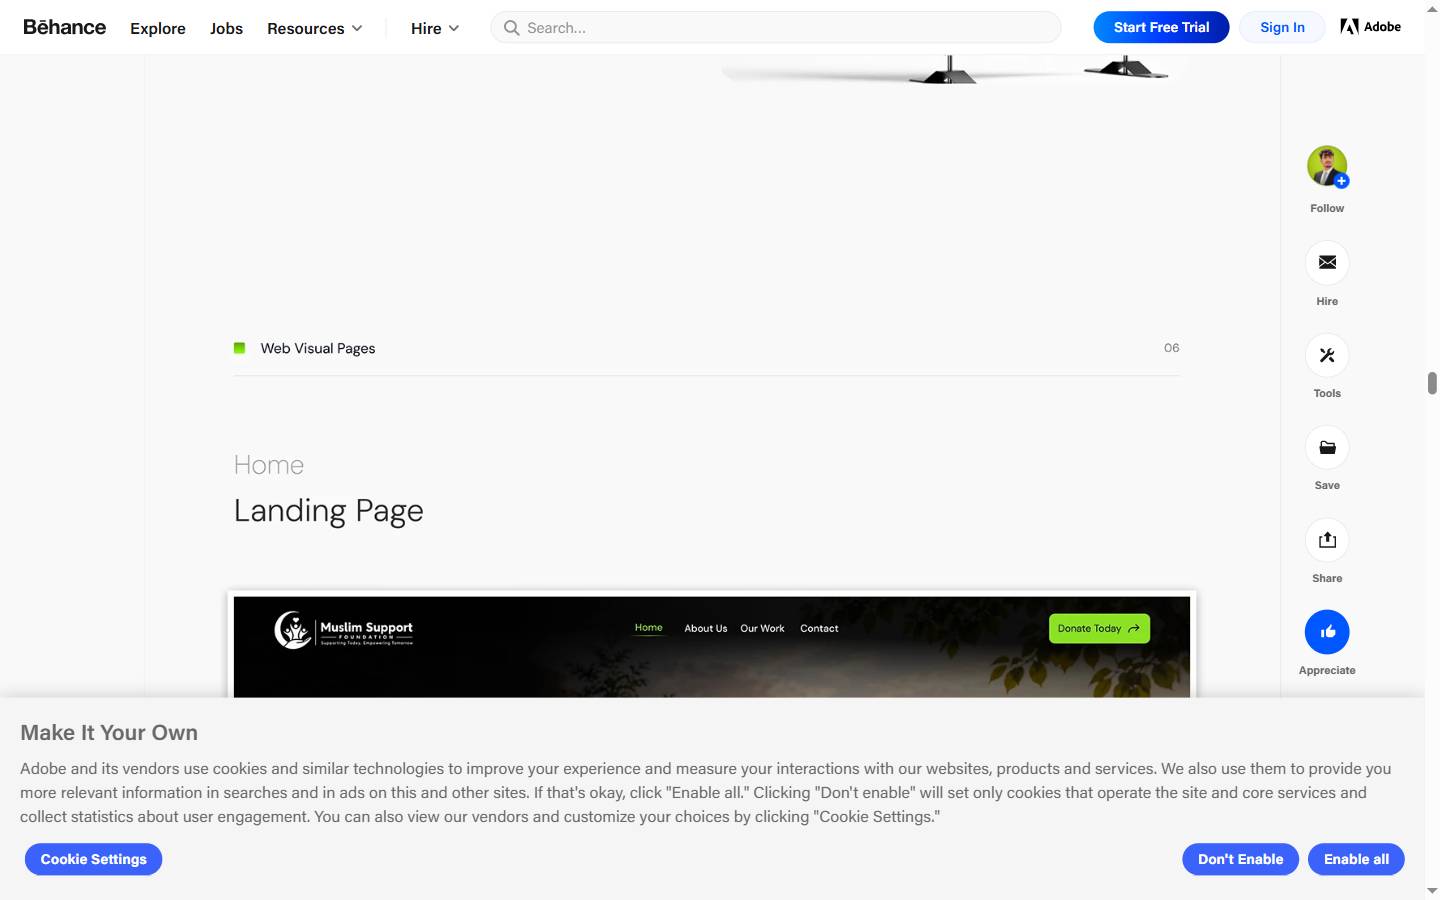 Bēhance
Explore
Jobs
Resources
Hire
Search...
Start Free Trial
Sign In
Adobe
Follow
Hire
Tools
Save
Share
Appreciate
Web Visual Pages
06
Home
Landing Page
Muslim Support
FOUNDATION
Supporting Today, Empowering Tomorrow
Home
About Us
Our Work
Contact
Donate Today
Make It Your Own
Adobe and its vendors use cookies and similar technologies to improve your experience and measure your interactions with our websites, products and services. We also use them to provide you
more relevant information in searches and in ads on this and other sites. If that's okay, click "Enable all." Clicking "Don't enable" will set only cookies that operate the site and core services and
collect statistics about user engagement. You can also view our vendors and customize your choices by clicking "Cookie Settings."
Cookie Settings
Don't Enable
Enable all